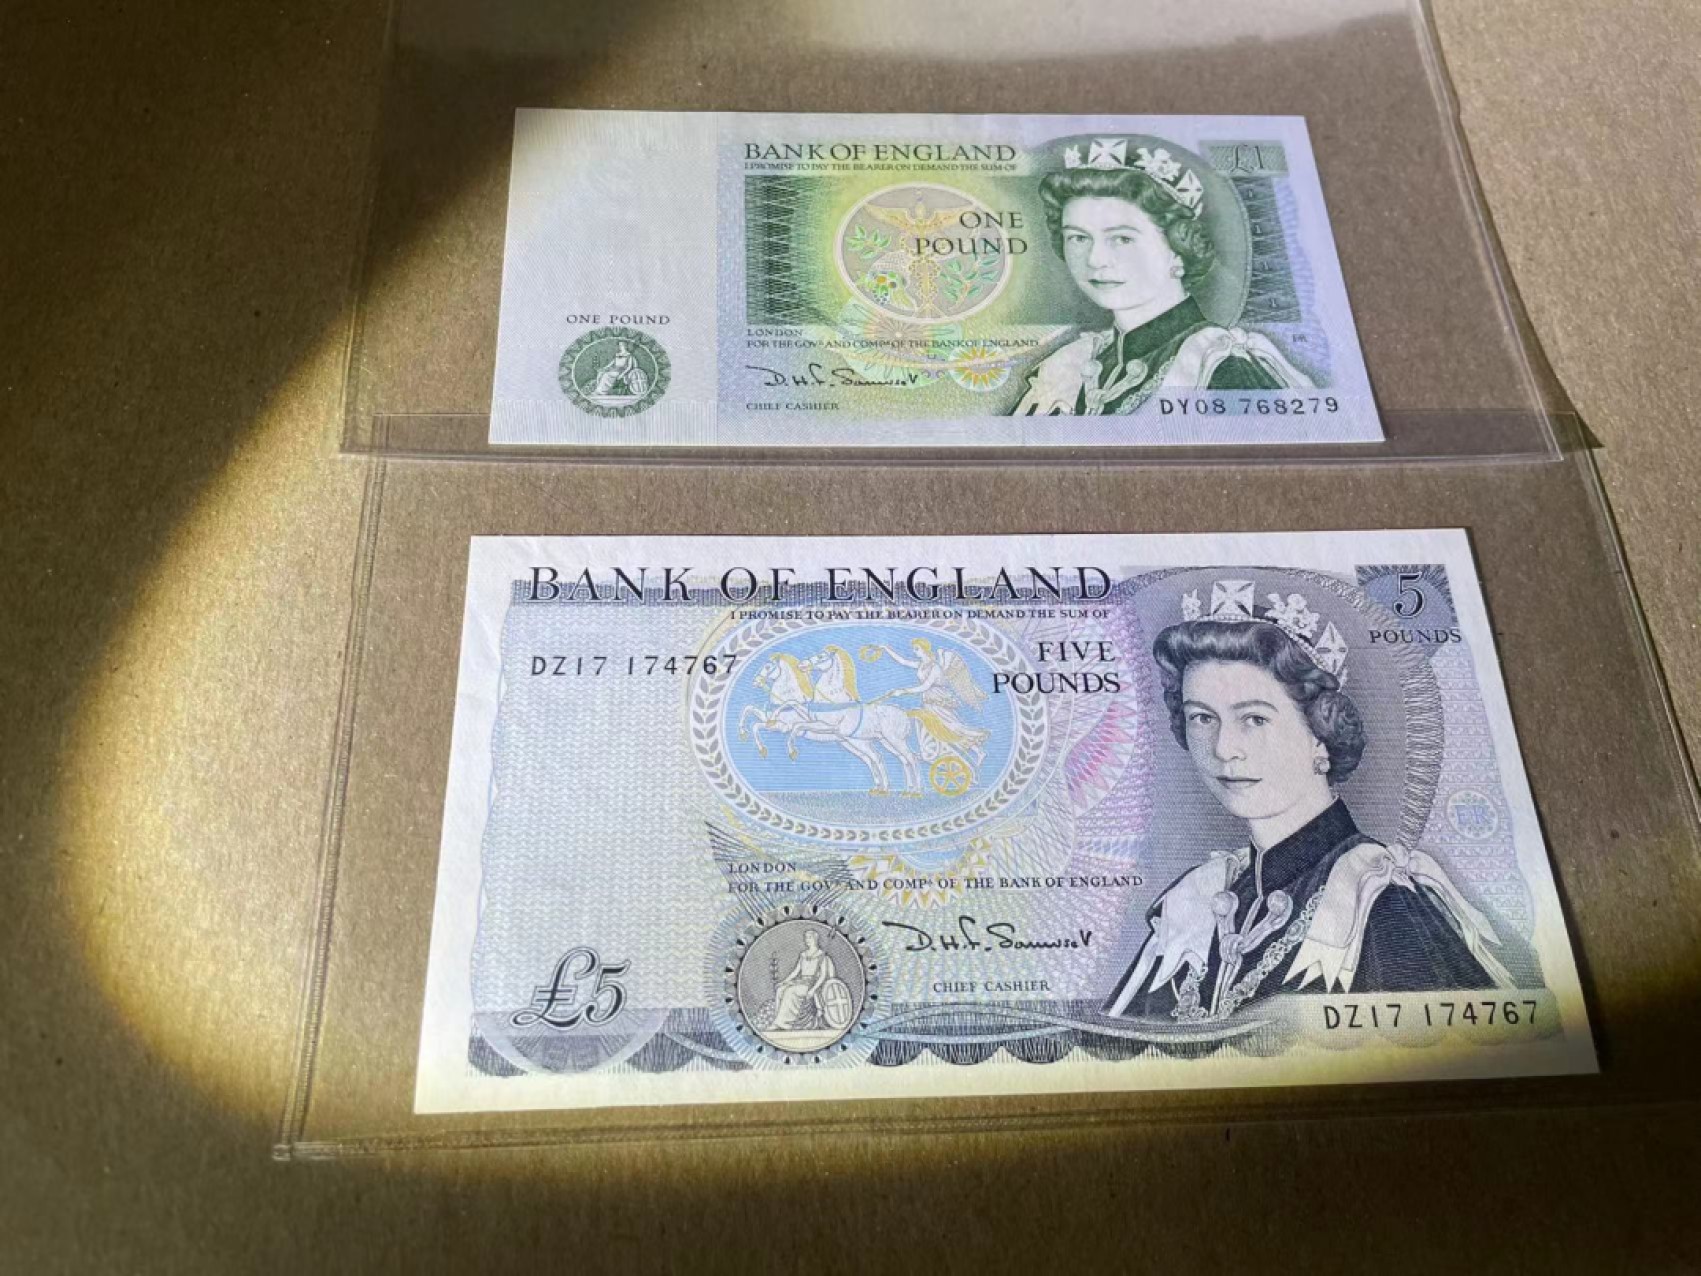 BANK OF ENGLAND
I PROMISE TO PAY THE BEARER ON DEMAND THE SUM OF
£1
ONE
POUND
ONE POUND
LONDON
FOR THE GOVR AND COMPA OF THE BANK OF ENGLAND
CHIEF CASHIER
DY08 768279
BANK OF ENGLAND
I PROMISE TO PAY THE BEARER ON DEMAND THE SUM OF
5
POUNDS
FIVE
POUNDS
DZ17 174767
ER
LONDON
FOR THE GOVR AND COMPA OF THE BANK OF ENGLAND
£5
CHIEF CASHIER
DZ17 174767